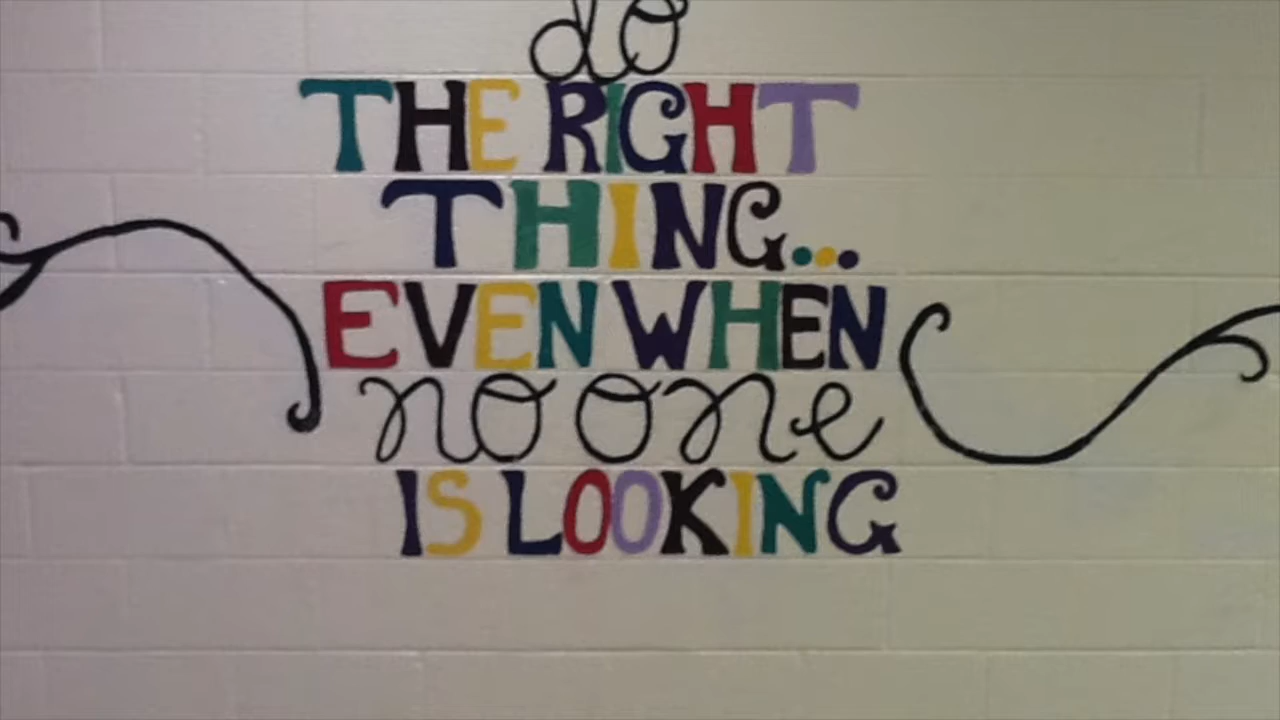 do
THE RIGHT
THING...
EVEN WHEN
no one
IS LOOKING